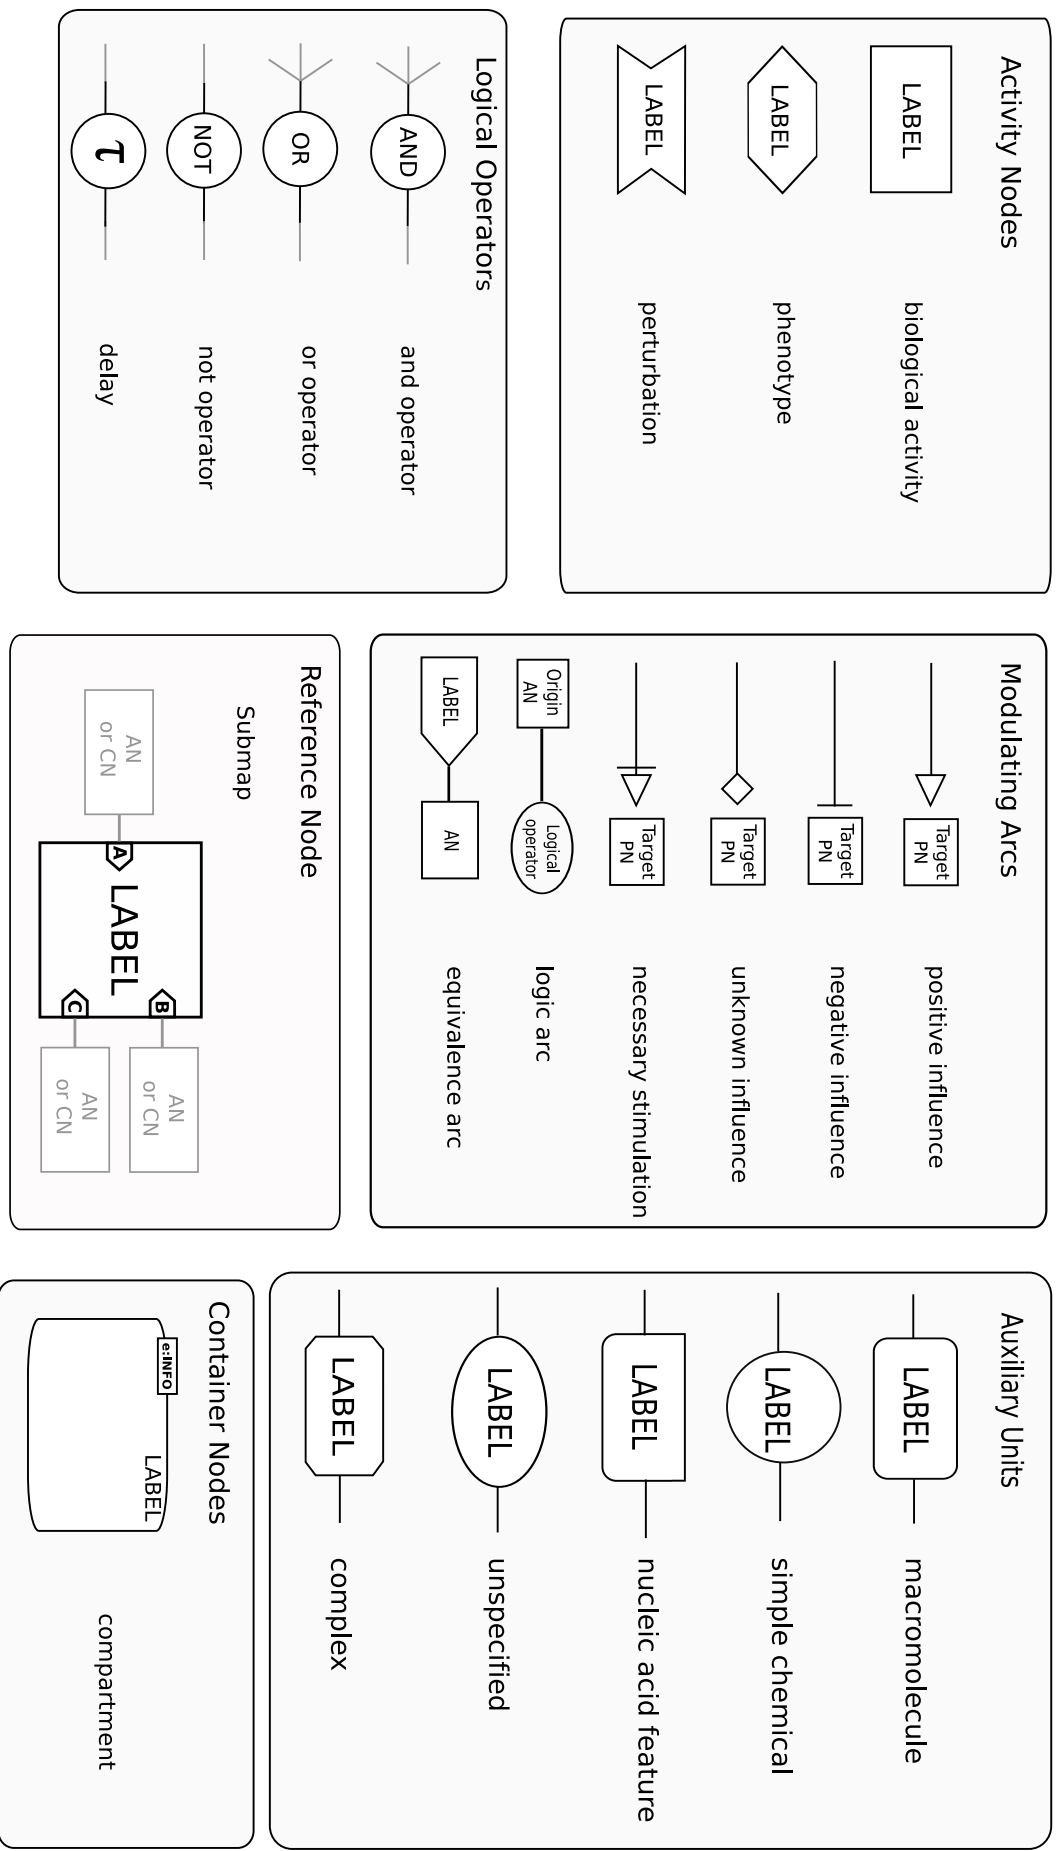 Activity Nodes
LABEL
biological activity
LABEL
phenotype
LABEL
perturbation
Logical Operators
AND
and operator
OR
or operator
NOT
not operator
τ
delay
Modulating Arcs
Target
PN
positive influence
Target
PN
negative influence
Target
PN
unknown influence
Target
PN
necessary stimulation
Origin
AN
Logical
operator
logic arc
LABEL
AN
equivalence arc
Reference Node
Submap
AN
or CN
A
LABEL
B
C
AN
or CN
AN
or CN
Auxiliary Units
LABEL
macromolecule
LABEL
simple chemical
LABEL
nucleic acid feature
LABEL
unspecified
LABEL
complex
Container Nodes
e:INFO
LABEL
compartment